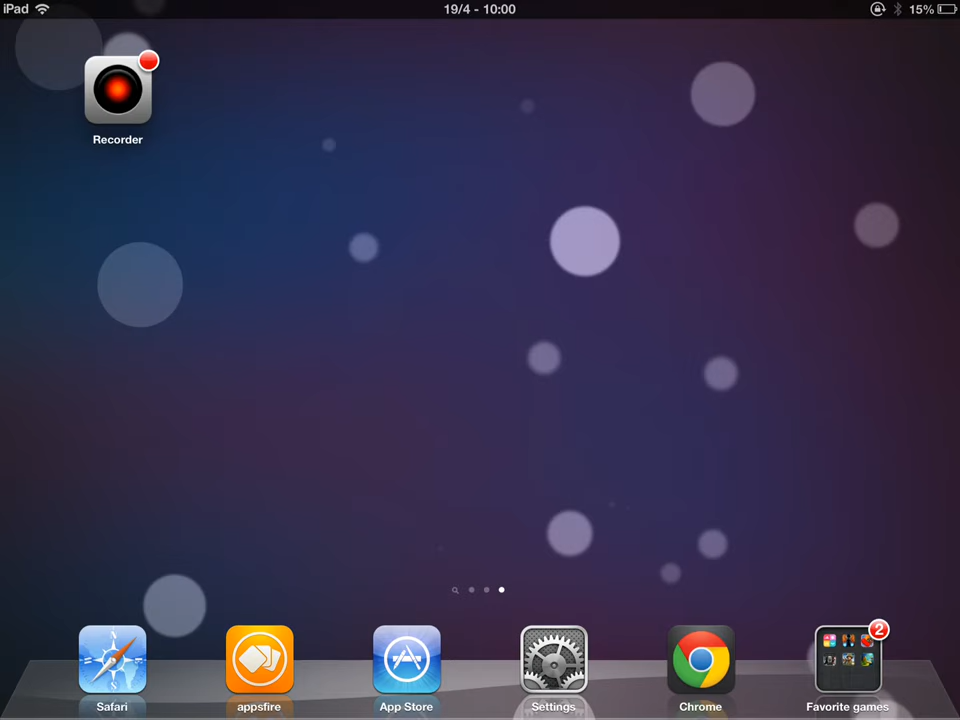 iPad 19/4 - 10:00 15%
Recorder
Safari appsfire App Store Settings Chrome Favorite games
2